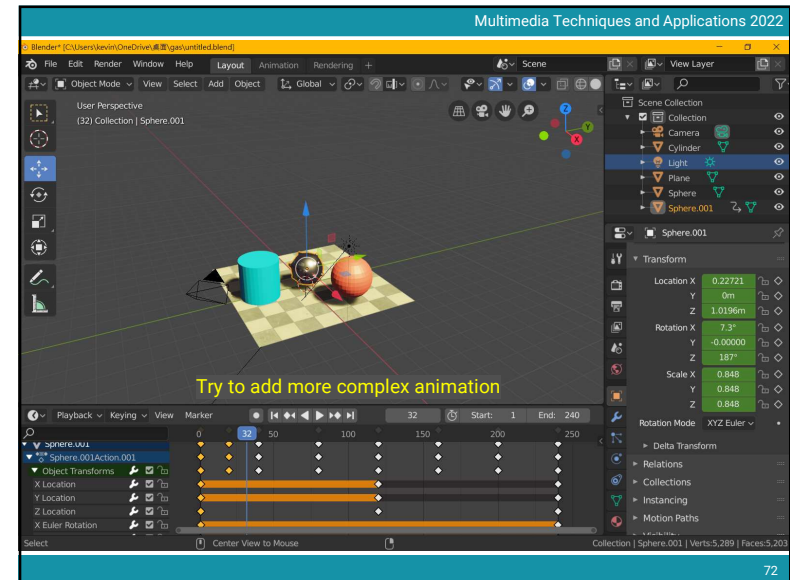 Multimedia Techniques and Applications 2022
Blender* [C:\Users\kevin\OneDrive\桌面\gas\untitled.blend]
File Edit Render Window Help Layout Animation Rendering + Scene View Layer
Object Mode View Select Add Object Global
User Perspective
(32) Collection | Sphere.001
Z
Y
X
Scene Collection
Collection
Camera
Cylinder
Light
Plane
Sphere
Sphere.001
Sphere.001
Transform
Location X 0.22721
Y 0m
Z 1.0196m
Rotation X 7.3°
Y -0.00000
Z 187°
Scale X 0.848
Y 0.848
Z 0.848
Rotation Mode XYZ Euler
Delta Transform
Relations
Collections
Instancing
Motion Paths
Try to add more complex animation
Playback Keying View Marker 32 Start: 1 End: 240
0 32 50 100 150 200 250
Sphere.001
Sphere.001Action.001
Object Transforms
X Location
Y Location
Z Location
X Euler Rotation
Select Center View to Mouse Collection | Sphere.001 | Verts:5,289 | Faces:5,203
72